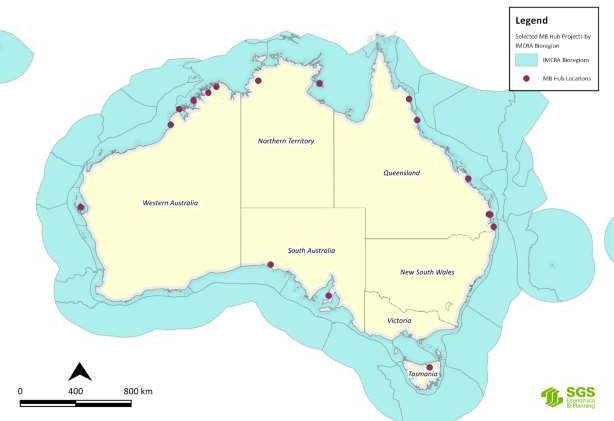 Legend
Selected MB Hub Projects by
IMCRA Bioregion
IMCRA Bioregions
MB Hub Locations
Northern Territory
Queensland
Western Australia
South Australia
New South Wales
Victoria
Tasmania
0 400 800 km
SGS
Economics
& Planning